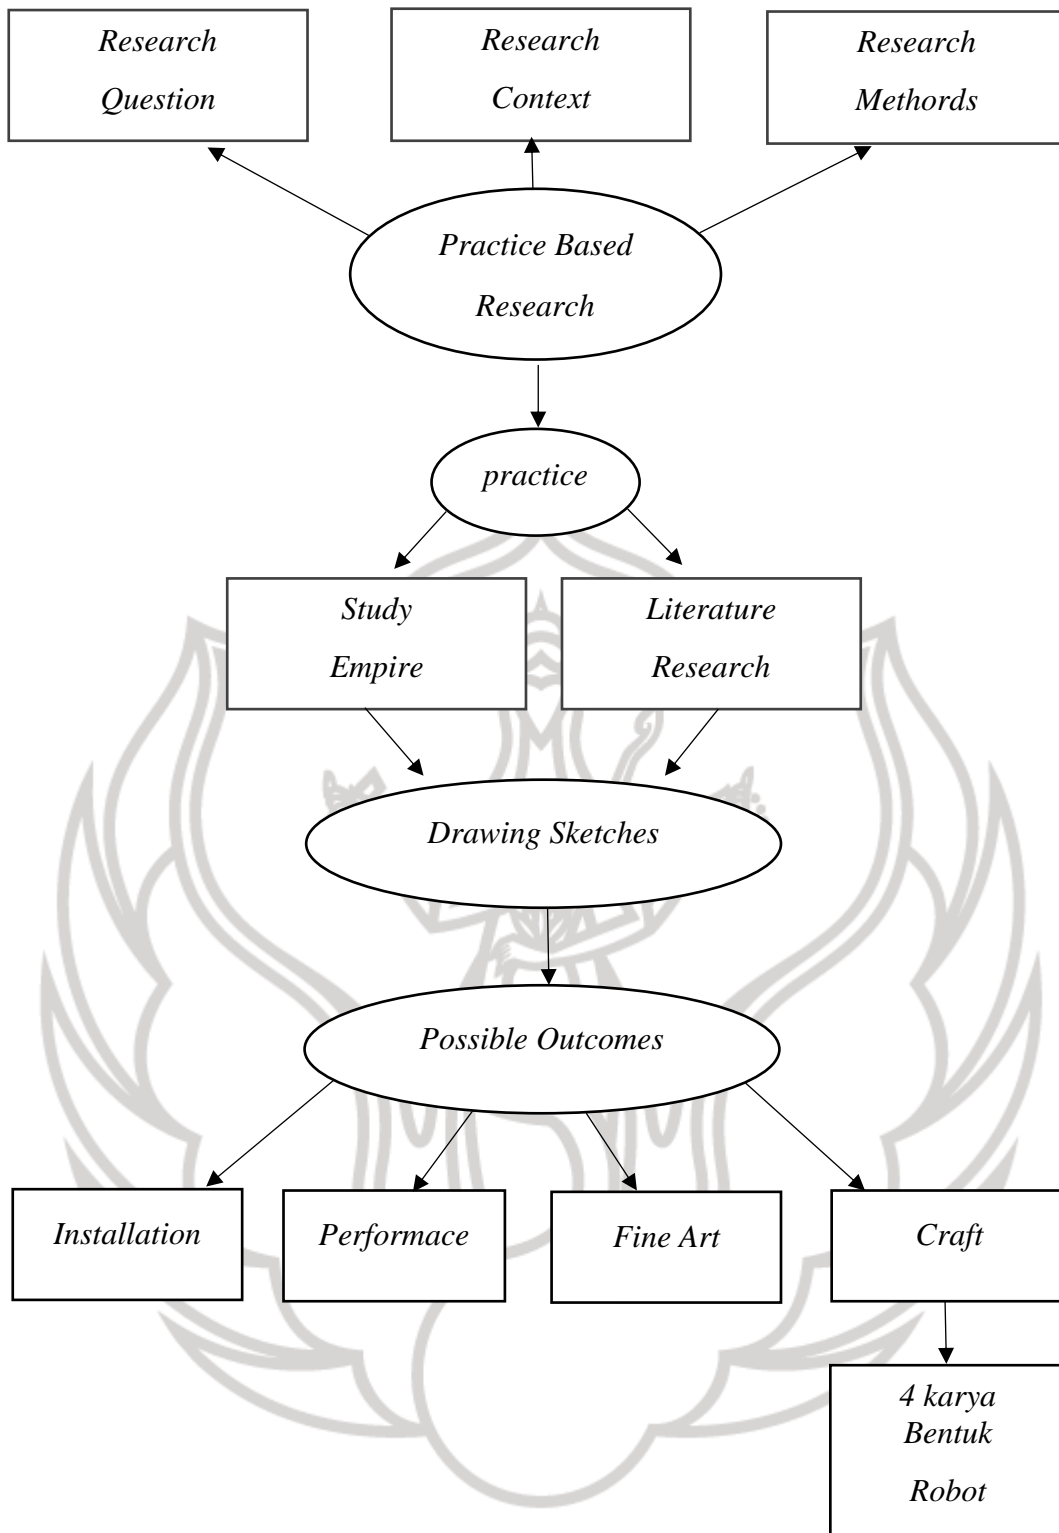 Research
Question
Research
Context
Research
Methords
Practice Based
Research
practice
Study
Empire
Literature
Research
Drawing Sketches
Possible Outcomes
Installation
Performace
Fine Art
Craft
4 karya
Bentuk
Robot